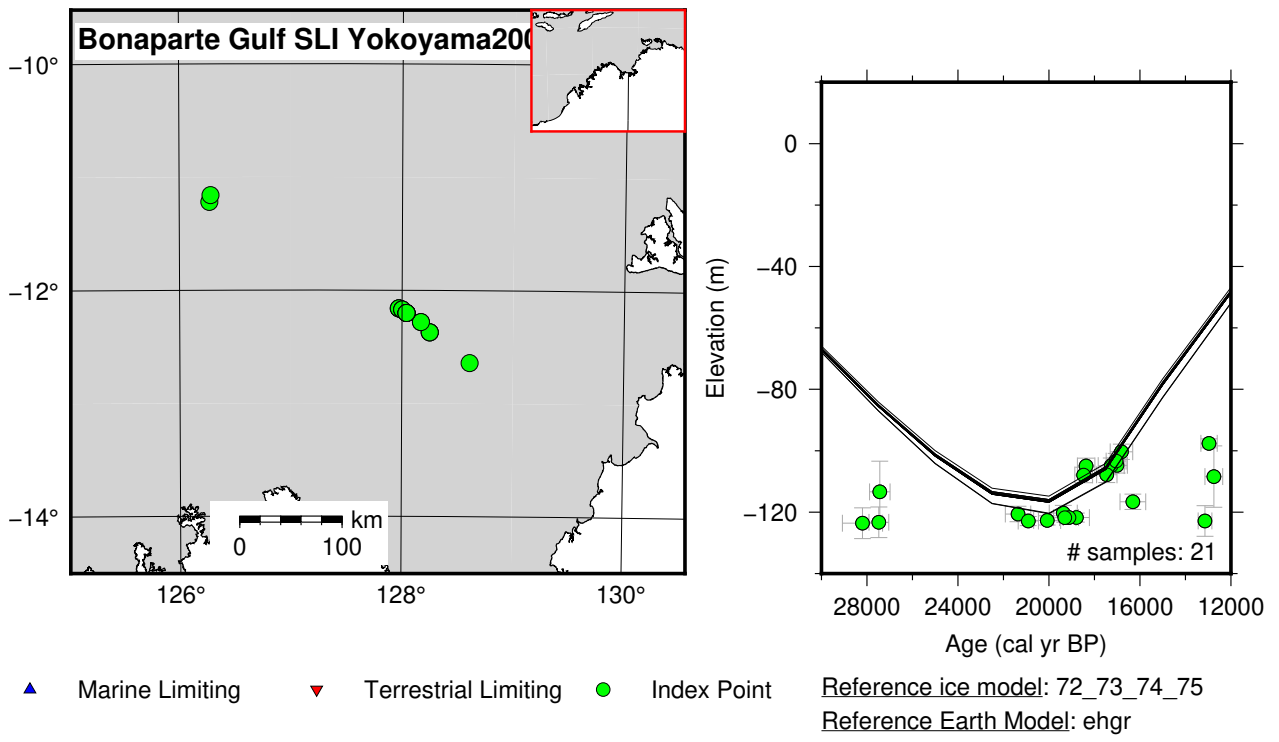 Bonaparte Gulf SLI Yokoyama200
−10°
−12°
−14°
126°
128°
130°
km
0
100
0
−40
−80
−120
Elevation (m)
# samples: 21
28000
24000
20000
16000
12000
Age (cal yr BP)
Marine Limiting
Terrestrial Limiting
Index Point
Reference ice model: 72_73_74_75
Reference Earth Model: ehgr